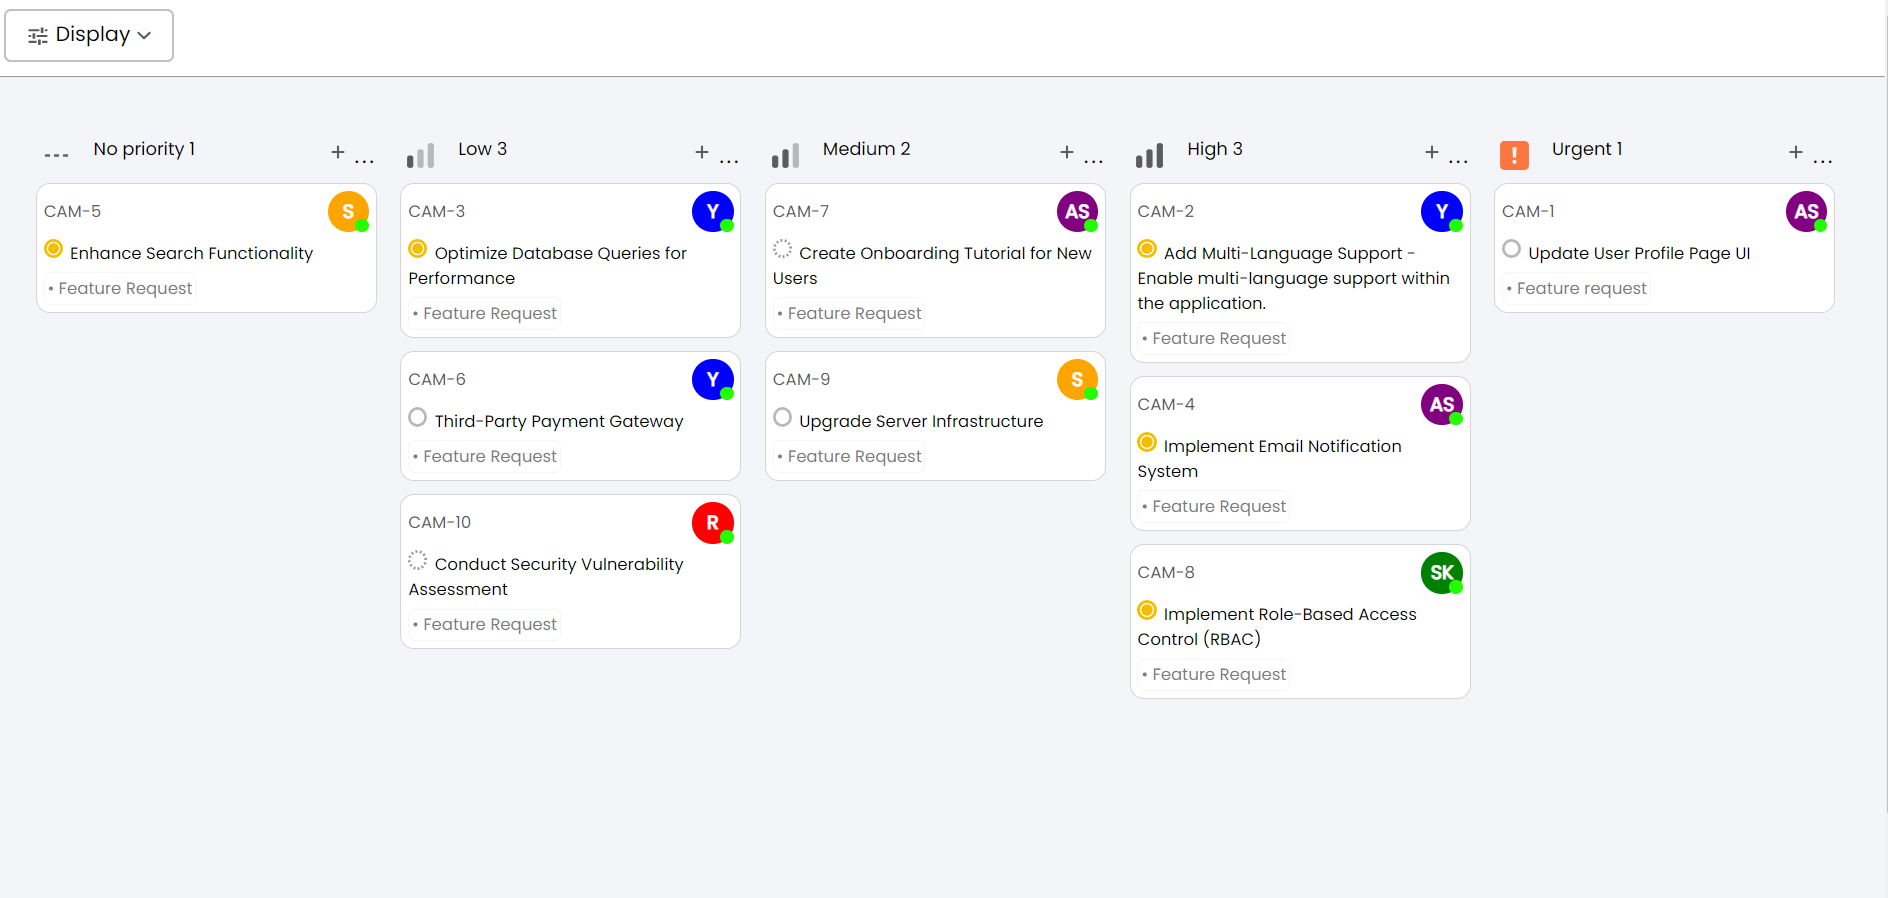 Display
No priority 1
+ ...
CAM-5
S
Enhance Search Functionality
• Feature Request
Low 3
+ ...
CAM-3
Y
Optimize Database Queries for
Performance
• Feature Request
CAM-6
Y
Third-Party Payment Gateway
• Feature Request
CAM-10
R
Conduct Security Vulnerability
Assessment
• Feature Request
Medium 2
+ ...
CAM-7
AS
Create Onboarding Tutorial for New
Users
• Feature Request
CAM-9
S
Upgrade Server Infrastructure
• Feature Request
High 3
+ ...
CAM-2
Y
Add Multi-Language Support -
Enable multi-language support within
the application.
• Feature Request
CAM-4
AS
Implement Email Notification
System
• Feature Request
CAM-8
SK
Implement Role-Based Access
Control (RBAC)
• Feature Request
!
Urgent 1
+ ...
CAM-1
AS
Update User Profile Page UI
• Feature request